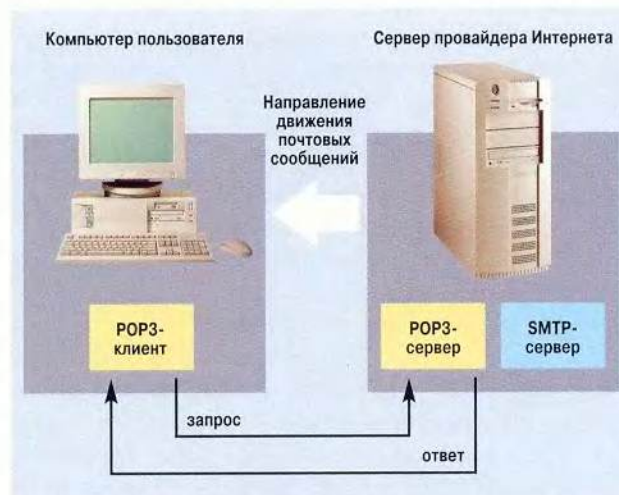 Компьютер пользователя
Сервер провайдера Интернета
Направление
движения
почтовых
сообщений
POP3-
клиент
POP3-
сервер
SMTP-
сервер
запрос
ответ